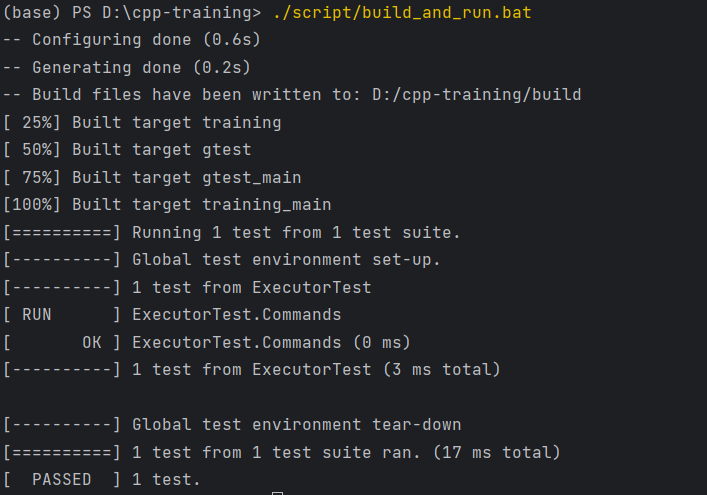 (base) PS D:\cpp-training> ./script/build_and_run.bat
-- Configuring done (0.6s)
-- Generating done (0.2s)
-- Build files have been written to: D:/cpp-training/build
[ 25%] Built target training
[ 50%] Built target gtest
[ 75%] Built target gtest_main
[100%] Built target training_main
[==========] Running 1 test from 1 test suite.
[----------] Global test environment set-up.
[----------] 1 test from ExecutorTest
[ RUN      ] ExecutorTest.Commands
[       OK ] ExecutorTest.Commands (0 ms)
[----------] 1 test from ExecutorTest (3 ms total)

[----------] Global test environment tear-down
[==========] 1 test from 1 test suite ran. (17 ms total)
[  PASSED  ] 1 test.